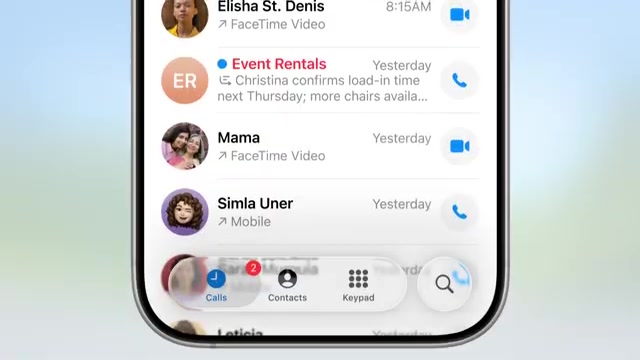 Elisha St. Denis 8:15AM
↗ FaceTime Video
Event Rentals Yesterday
ER
Christina confirms load-in time
next Thursday; more chairs availa...
Mama Yesterday
↗ FaceTime Video
Simla Uner Yesterday
↗ Mobile
2
Calls Contacts Keypad